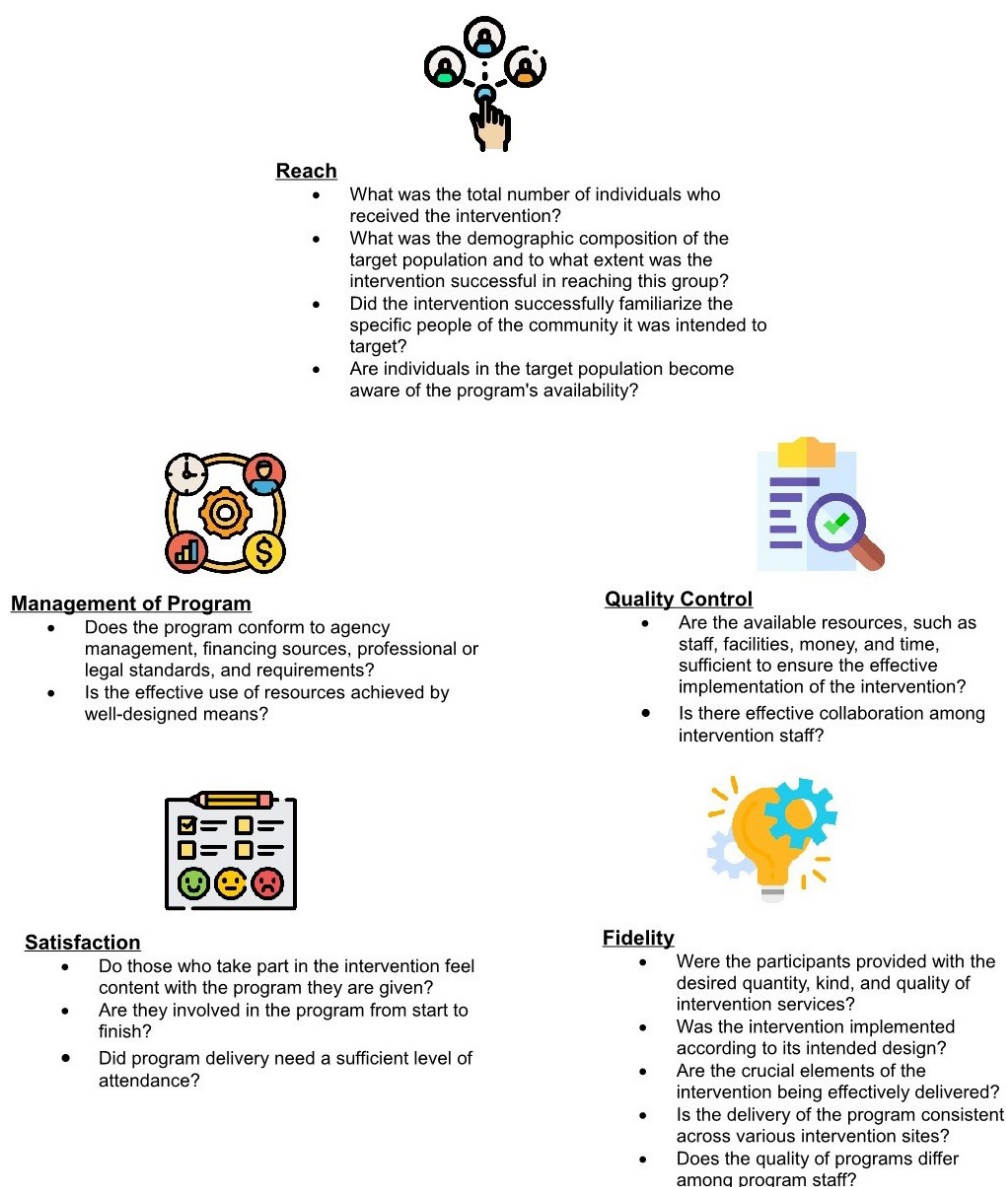 Reach
• What was the total number of individuals who
received the intervention?
• What was the demographic composition of the
target population and to what extent was the
intervention successful in reaching this group?
• Did the intervention successfully familiarize the
specific people of the community it was intended to
target?
• Are individuals in the target population become
aware of the program's availability?
Management of Program
• Does the program conform to agency
management, financing sources, professional or
legal standards, and requirements?
• Is the effective use of resources achieved by
well-designed means?
Quality Control
• Are the available resources, such as
staff, facilities, money, and time,
sufficient to ensure the effective
implementation of the intervention?
• Is there effective collaboration among
intervention staff?
Satisfaction
• Do those who take part in the intervention feel
content with the program they are given?
• Are they involved in the program from start to
finish?
• Did program delivery need a sufficient level of
attendance?
Fidelity
• Were the participants provided with the
desired quantity, kind, and quality of
intervention services?
• Was the intervention implemented
according to its intended design?
• Are the crucial elements of the
intervention being effectively delivered?
• Is the delivery of the program consistent
across various intervention sites?
• Does the quality of programs differ
among program staff?